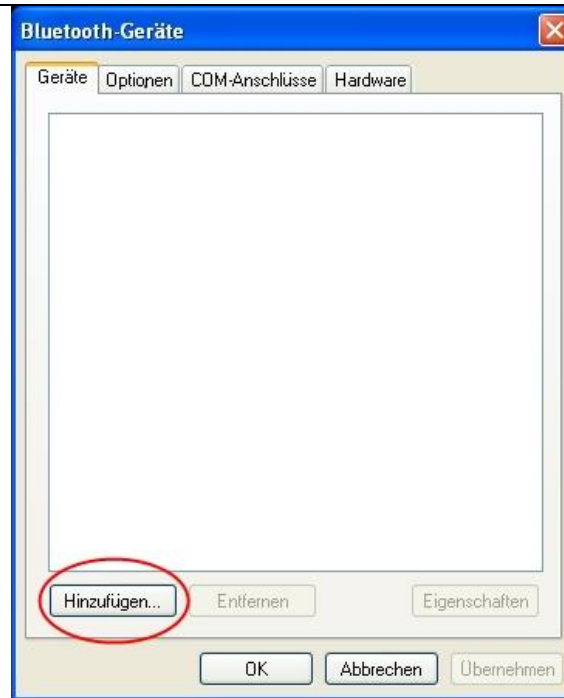 Bluetooth-Geräte
Geräte Optionen COM-Anschlüsse Hardware
Hinzufügen... Entfernen Eigenschaften
OK Abbrechen Übernehmen